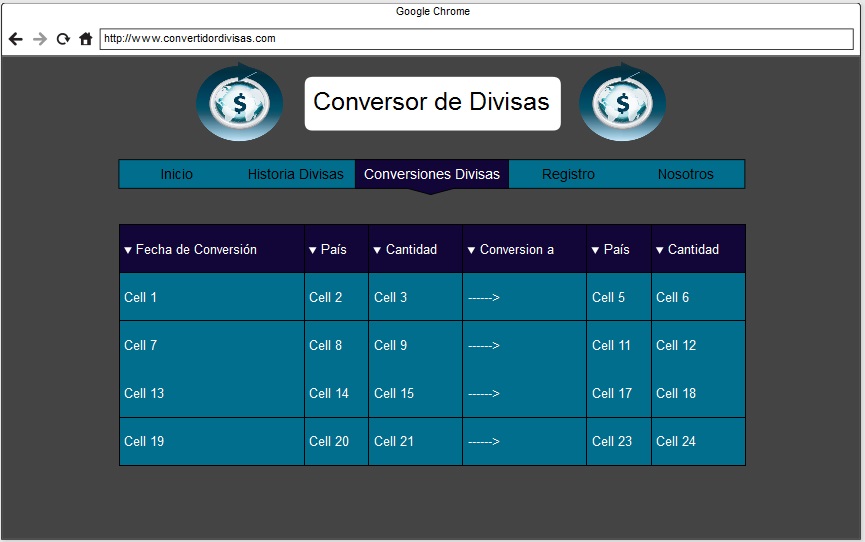 Google Chrome
http://www.convertidordivisas.com
$ Conversor de Divisas $
Inicio Historia Divisas Conversiones Divisas Registro Nosotros
▼ Fecha de Conversión ▼ País ▼ Cantidad ▼ Conversion a ▼ País ▼ Cantidad
Cell 1 Cell 2 Cell 3 ------> Cell 5 Cell 6
Cell 7 Cell 8 Cell 9 ------> Cell 11 Cell 12
Cell 13 Cell 14 Cell 15 ------> Cell 17 Cell 18
Cell 19 Cell 20 Cell 21 ------> Cell 23 Cell 24